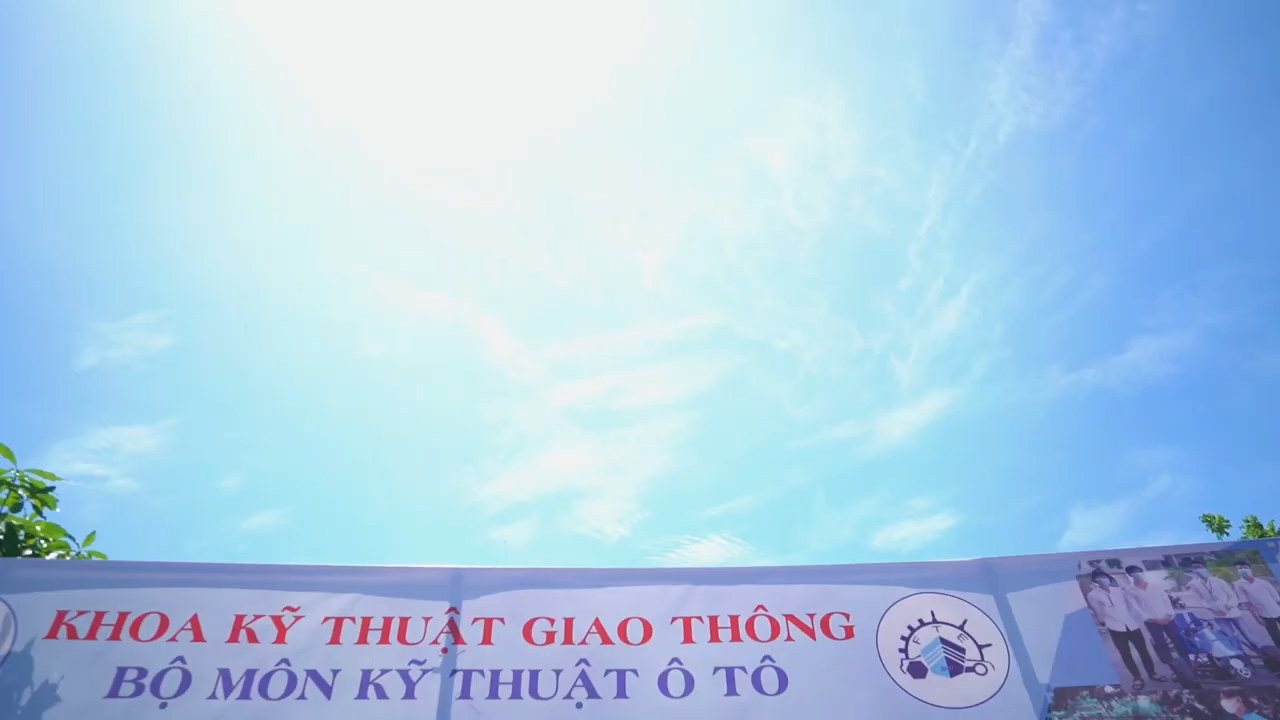 KHOA KỸ THUẬT GIAO THÔNG
BỘ MÔN KỸ THUẬT Ô TÔ
F T E